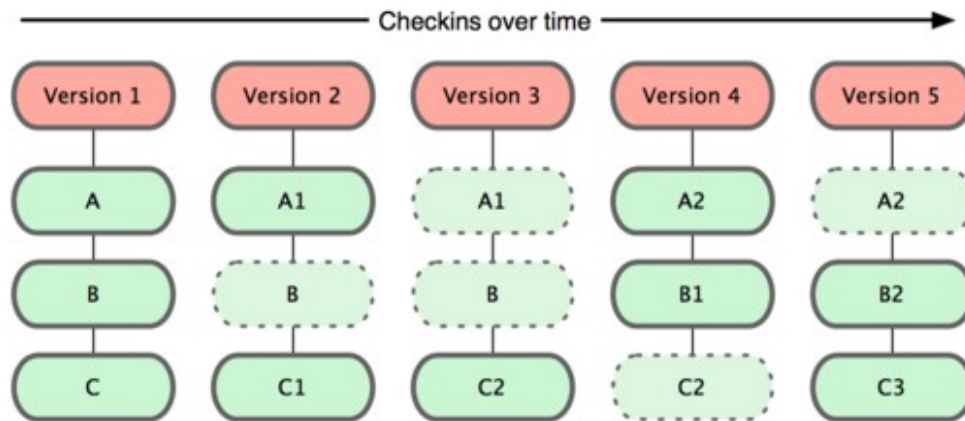 Checkins over time
Version 1 Version 2 Version 3 Version 4 Version 5
A A1 A1 A2 A2
B B B B1 B2
C C1 C2 C2 C3